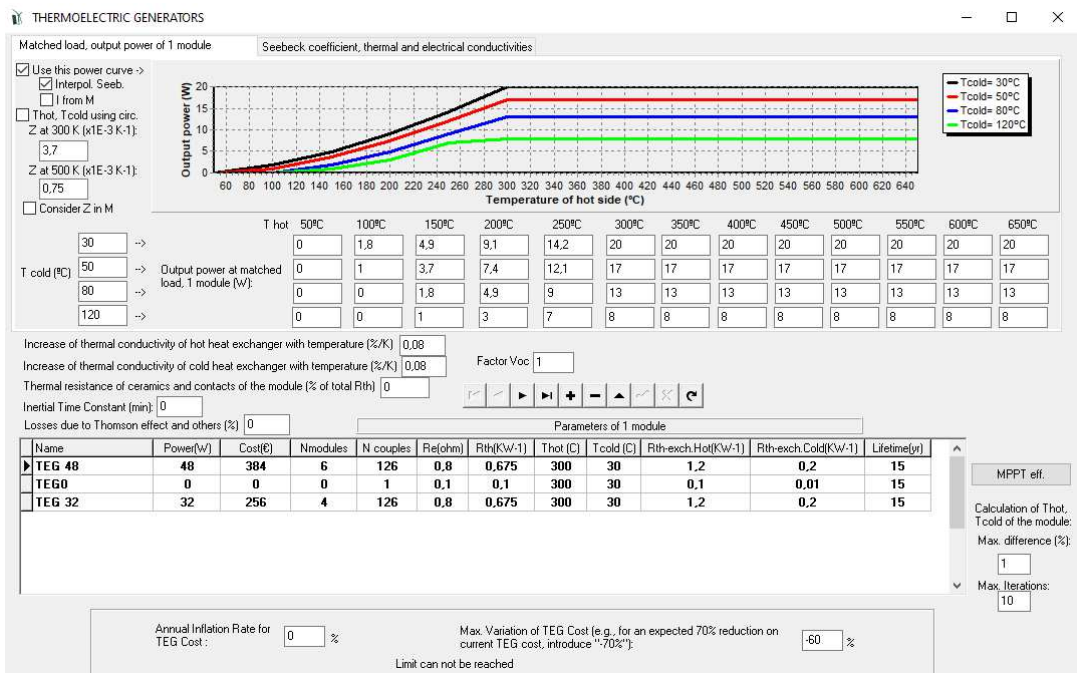 THERMOELECTRIC GENERATORS
Matched load, output power of 1 module Seebeck coefficient, thermal and electrical conductivities
Use this power curve ->
Interpol. Seeb.
I from M
Thot, Tcold using circ.
Z at 300 K (x1E-3 K-1):
3,7
Z at 500 K (x1E-3 K-1):
0,75
Consider Z in M
Output power (W)
20
15
10
5
0
60 80 100 120 140 160 180 200 220 240 260 280 300 320 340 360 380 400 420 440 460 480 500 520 540 560 580 600 620 640
Temperature of hot side (ºC)
Tcold= 30ºC
Tcold= 50ºC
Tcold= 80ºC
Tcold= 120ºC
T hot 50ºC 100ºC 150ºC 200ºC 250ºC 300ºC 350ºC 400ºC 450ºC 500ºC 550ºC 600ºC 650ºC
30 --> 0 1,8 4,9 9,1 14,2 20 20 20 20 20 20 20 20
T cold (ºC) 50 --> Output power at matched load, 1 module (W): 0 1 3,7 7,4 12,1 17 17 17 17 17 17 17 17
80 --> 0 0 1,8 4,9 9 13 13 13 13 13 13 13 13
120 --> 0 0 1 3 7 8 8 8 8 8 8 8 8
Increase of thermal conductivity of hot heat exchanger with temperature (%/K) 0,08
Increase of thermal conductivity of cold heat exchanger with temperature (%/K) 0,08
Factor Voc 1
Thermal resistance of ceramics and contacts of the module (% of total Rth) 0
Inertial Time Constant (min): 0
Losses due to Thomson effect and others (%) 0
Parameters of 1 module
Name Power(W) Cost(€) Nmodules N couples Re(ohm) Rth(KW-1) Thot (C) Tcold (C) Rth-exch.Hot(KW-1) Rth-exch.Cold(KW-1) Lifetime(yr)
TEG 48 48 384 6 126 0,8 0,675 300 30 1,2 0,2 15
TEG0 0 0 0 1 0,1 0,1 300 30 0,1 0,01 15
TEG 32 32 256 4 126 0,8 0,675 300 30 1,2 0,2 15
MPPT eff.
Calculation of Thot,
Tcold of the module:
Max. difference (%):
1
Max. Iterations:
10
Annual Inflation Rate for
TEG Cost : 0 %
Max. Variation of TEG Cost (e.g., for an expected 70% reduction on
current TEG cost, introduce "-70%"): -60 %
Limit can not be reached